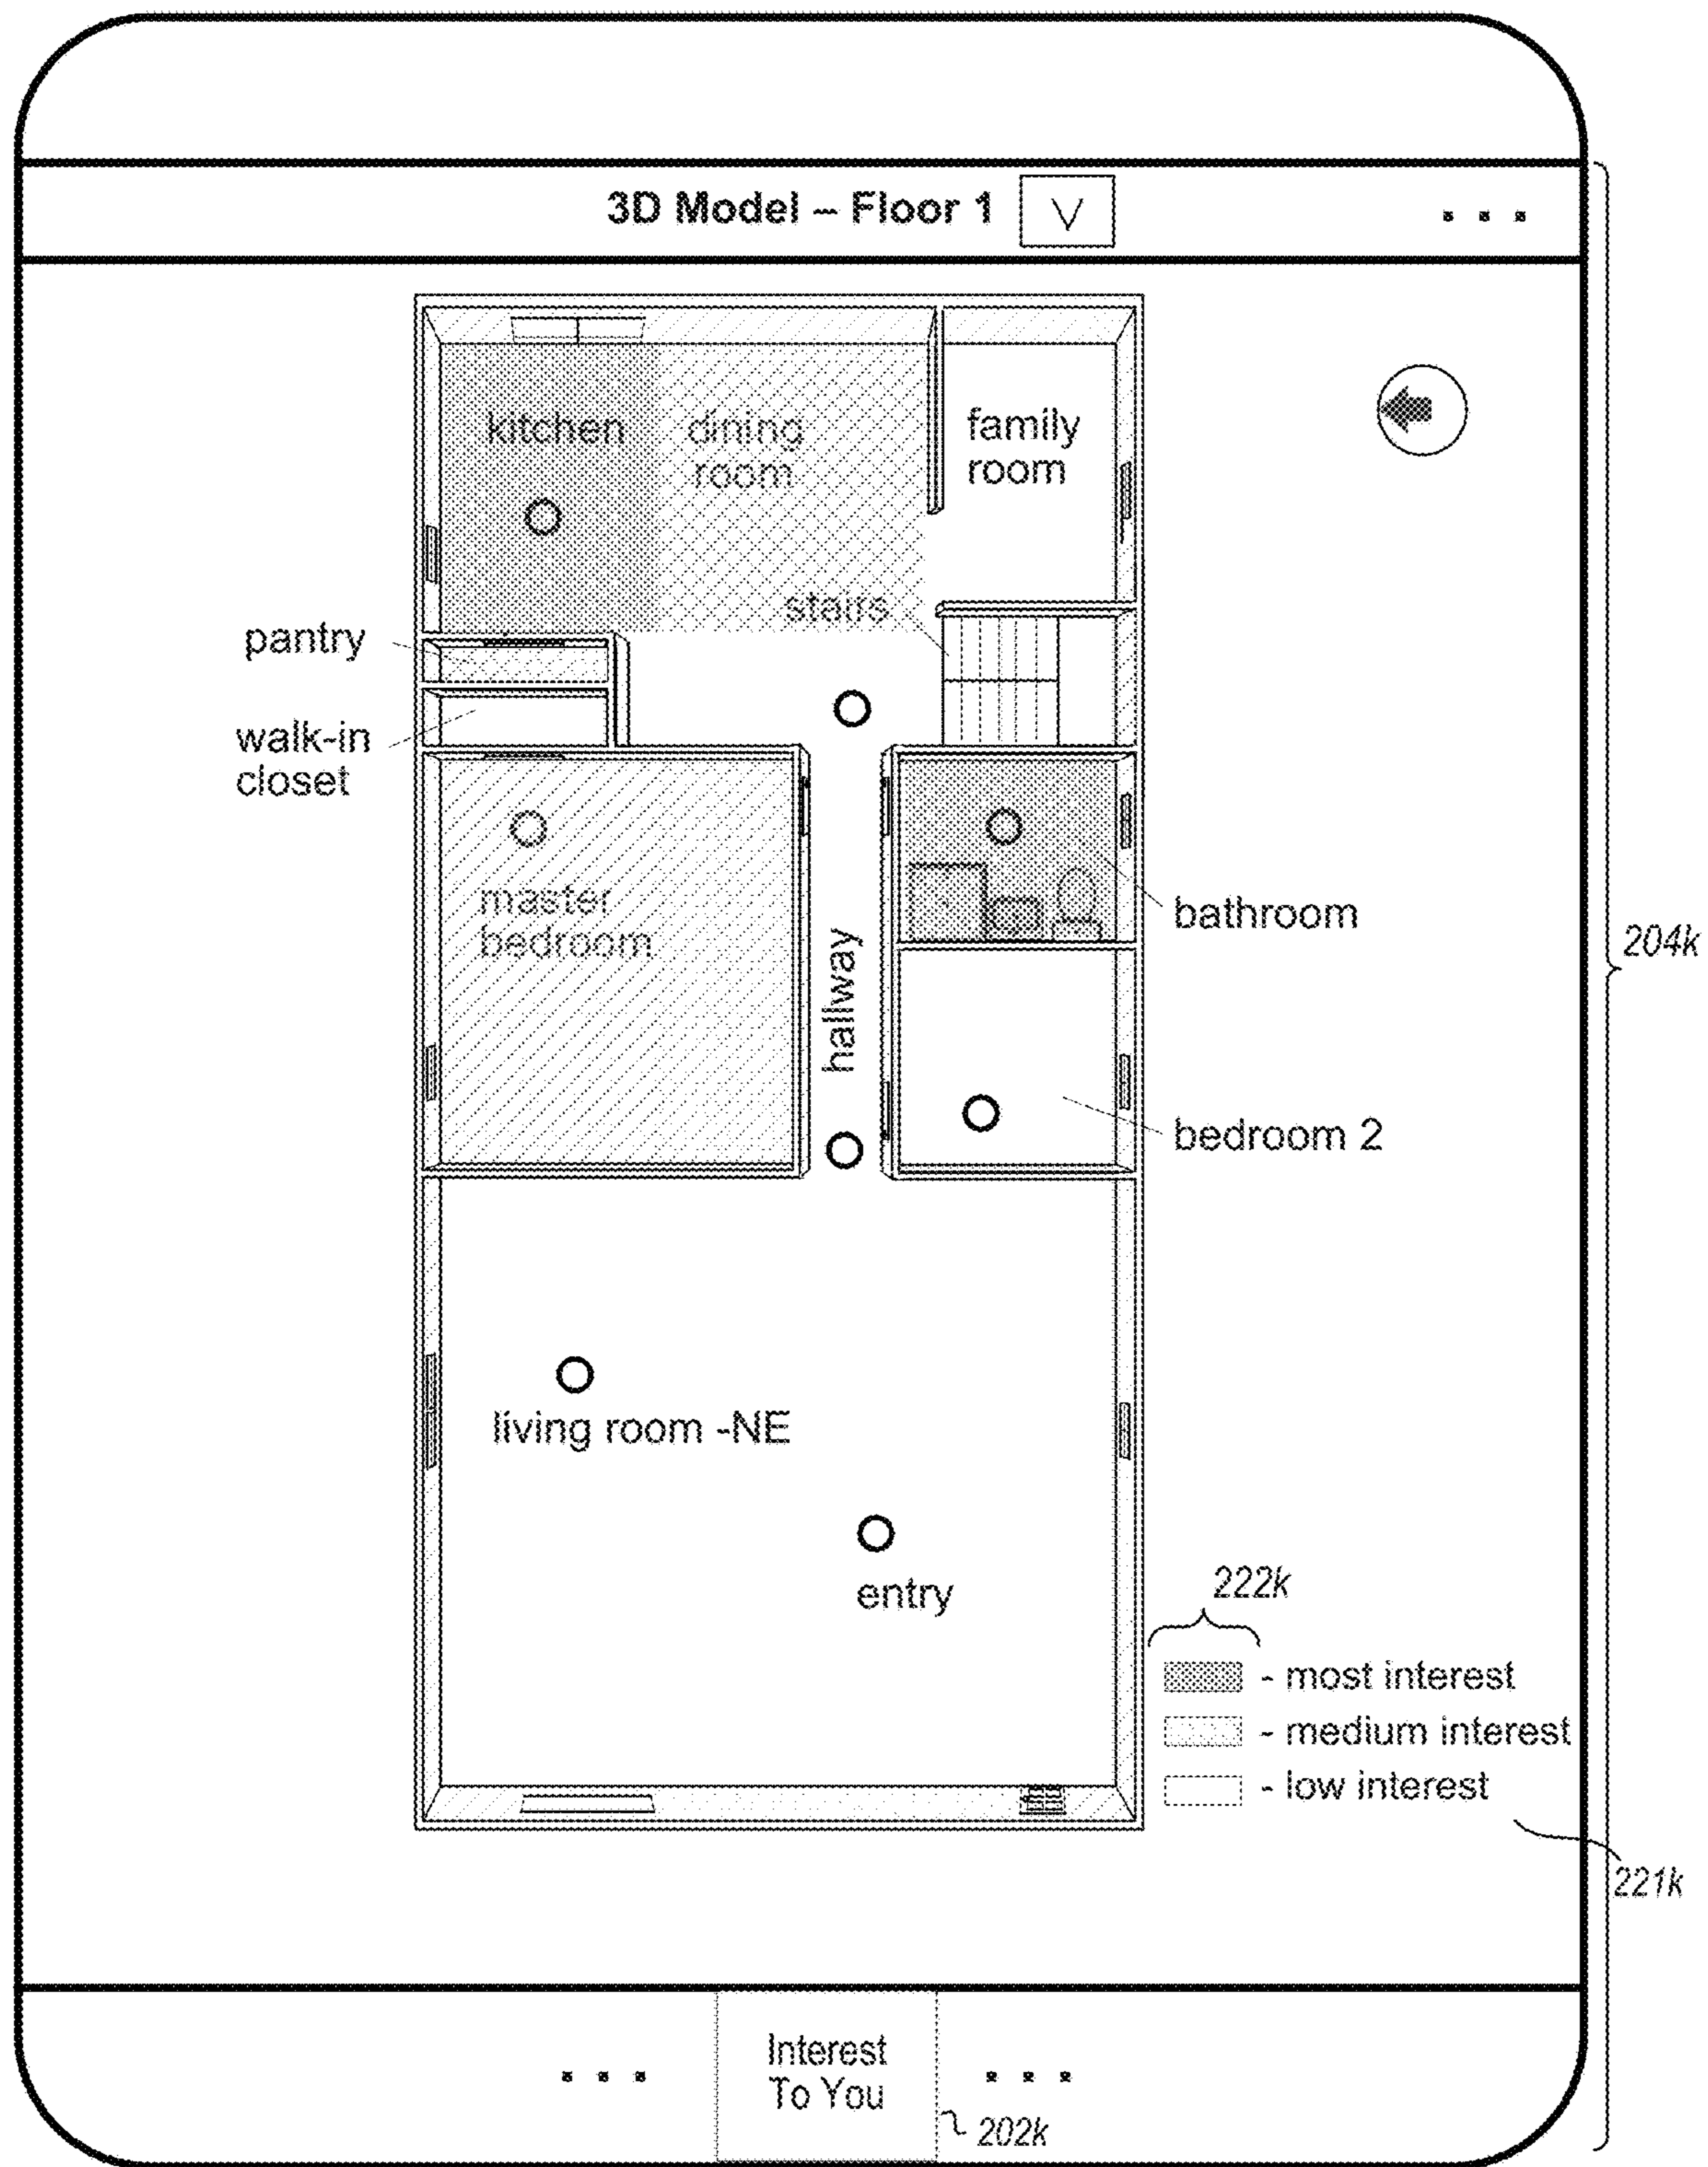 3D Model – Floor 1
V
. . .
kitchen
dining
room
family
room
stairs
pantry
walk-in
closet
master
bedroom
hallway
bathroom
204k
bedroom 2
living room -NE
entry
222k
- most interest
- medium interest
- low interest
221k
. . .
Interest
To You
. . .
202k